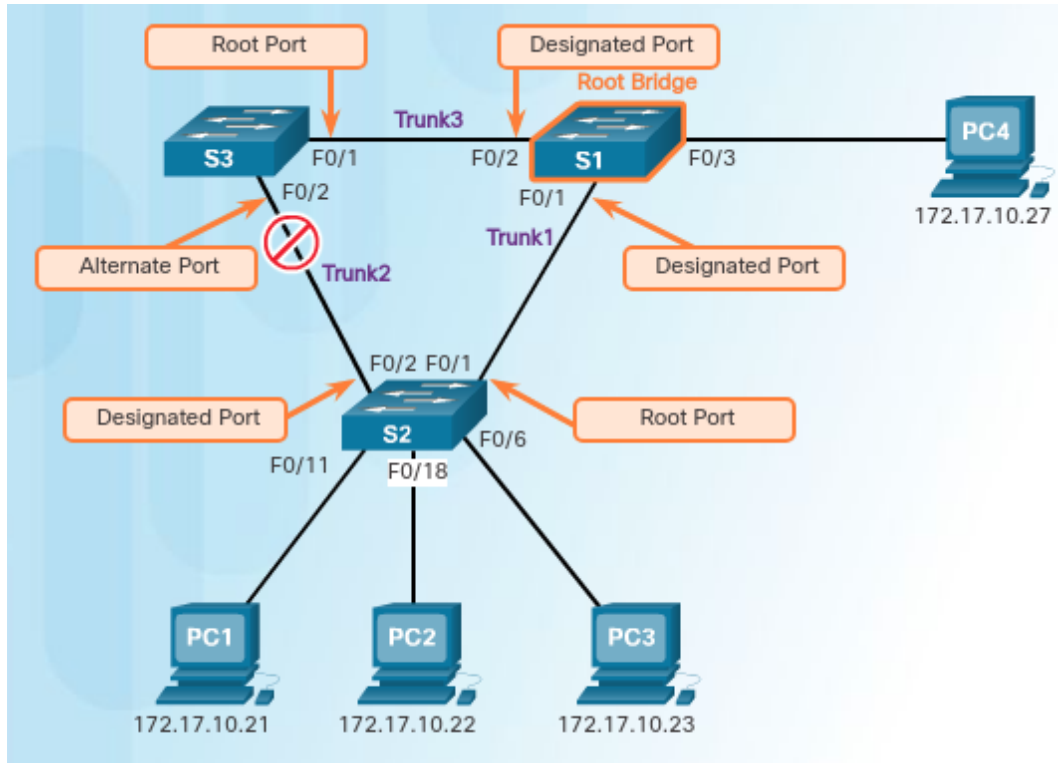 Root Port
Designated Port
Root Bridge
Trunk3
S3
F0/1
F0/2
S1
F0/3
PC4
F0/2
F0/1
172.17.10.27
Trunk1
Alternate Port
Trunk2
Designated Port
F0/2 F0/1
Designated Port
Root Port
S2
F0/6
F0/11
F0/18
PC1
PC2
PC3
172.17.10.21
172.17.10.22
172.17.10.23